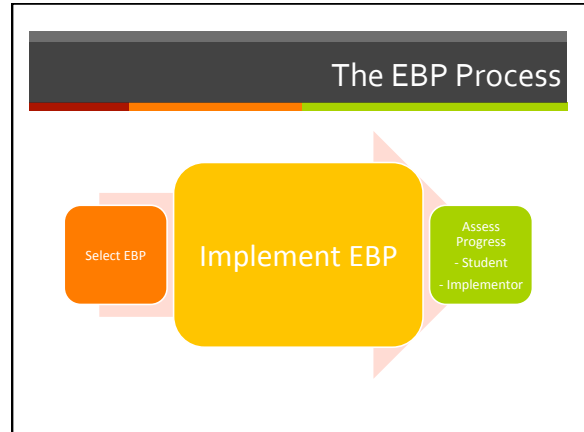 The EBP Process
Select EBP
Implement EBP
Assess
Progress
- Student
- Implementor